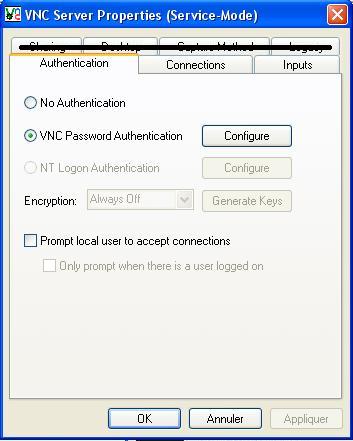 VNC Server Properties (Service-Mode)
Sharing Desktop Capture Method Legacy
Authentication Connections Inputs
No Authentication
VNC Password Authentication Configure
NT Logon Authentication Configure
Encryption: Always Off Generate Keys
Prompt local user to accept connections
Only prompt when there is a user logged on
OK Annuler Appliquer